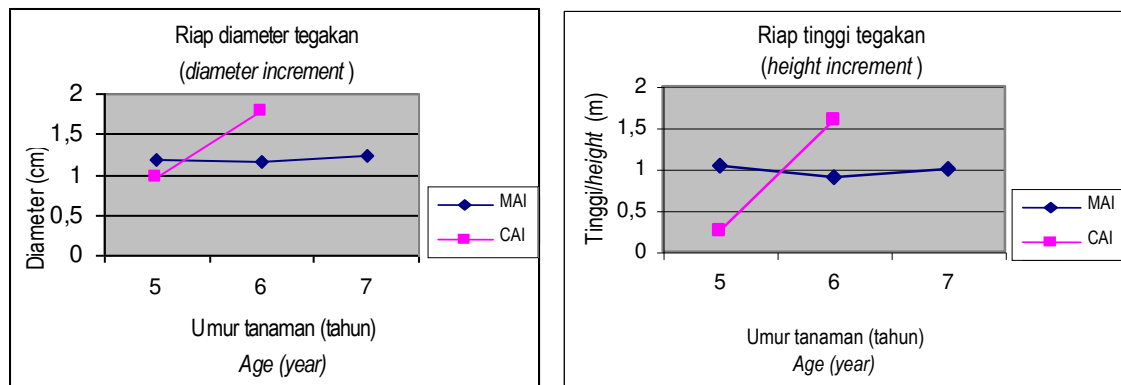 Riap diameter tegakan
(diameter increment )
2
1,5
1
0,5
0
Diameter (cm)
5 6 7
MAI
CAI
Umur tanaman (tahun)
Age (year)
Riap tinggi tegakan
(height increment )
2
1,5
1
0,5
0
Tinggi/height (m)
5 6 7
MAI
CAI
Umur tanaman (tahun)
Age (year)